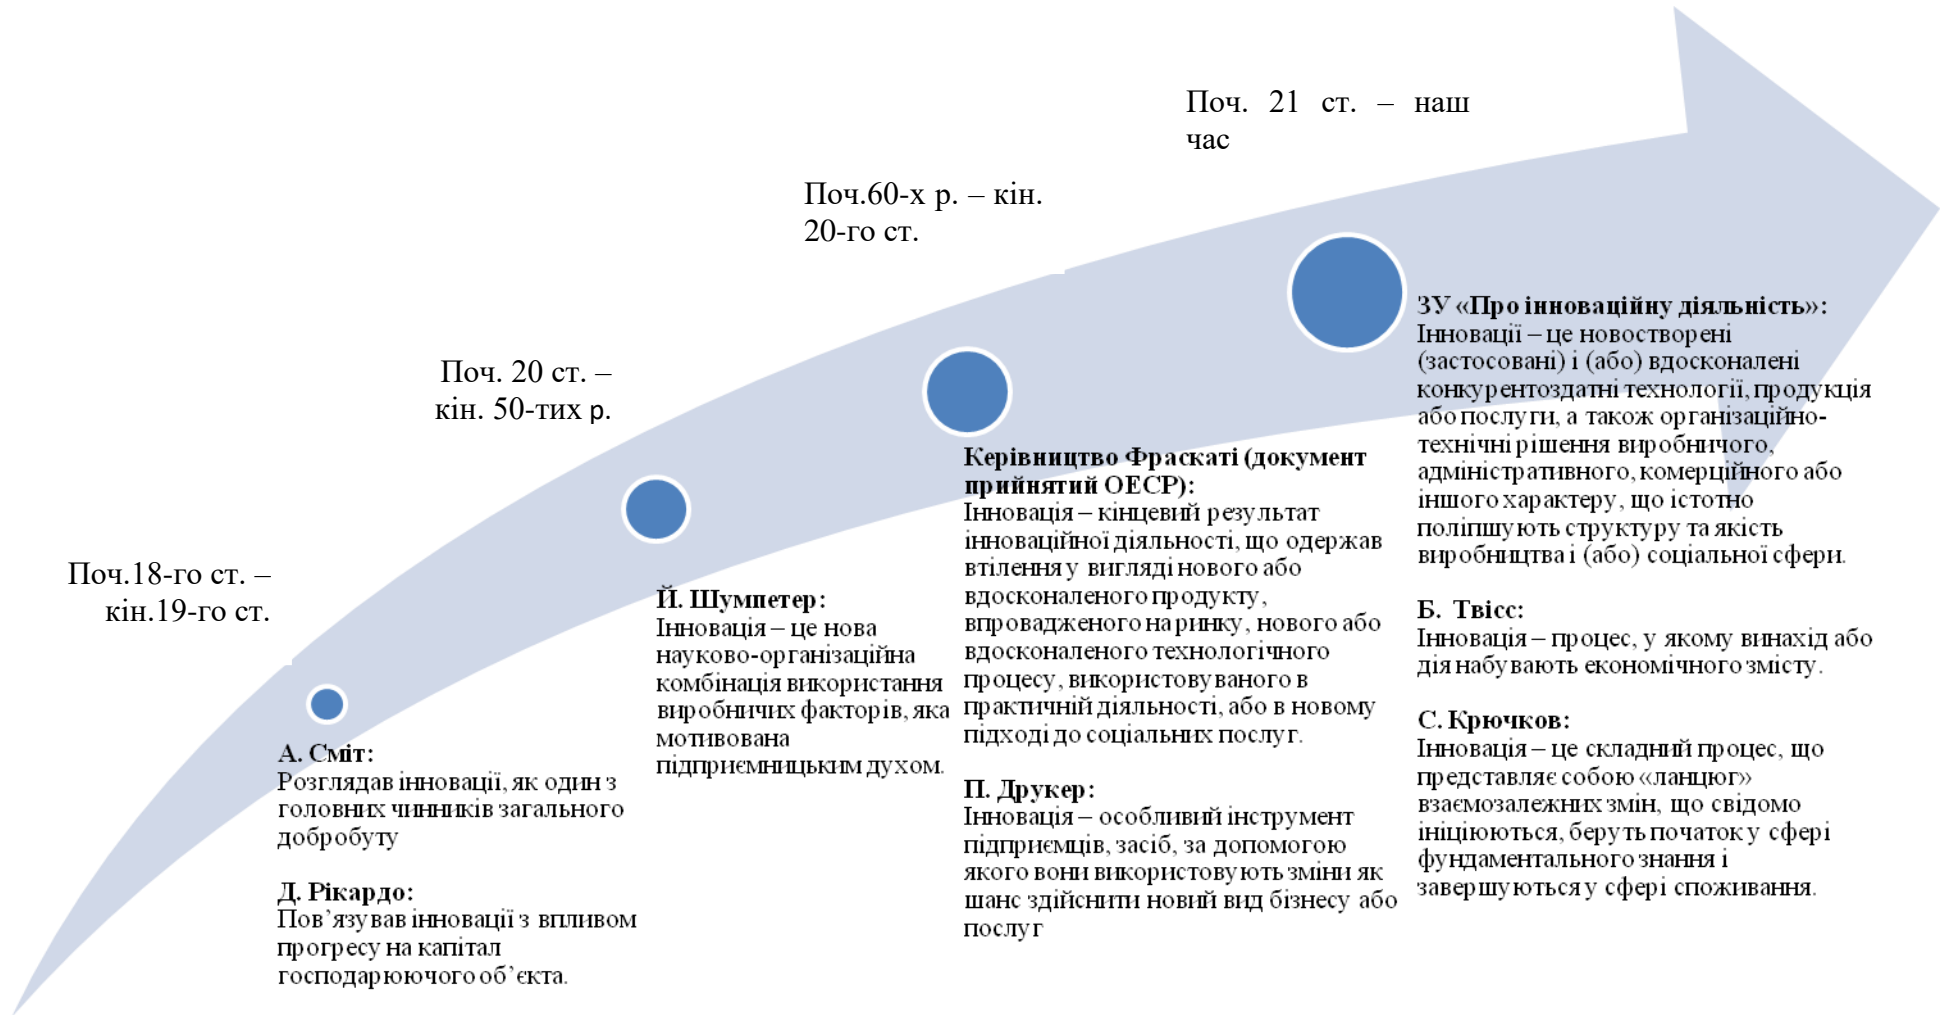 Поч.18-го ст. –
кін.19-го ст.
А. Сміт:
Розглядав інновації, як один з
головних чинників загального
добробуту
Д. Рікардо:
Пов’язував інновації з впливом
прогресу на капітал
господарюючого об’єкта.
Поч. 20 ст. –
кін. 50-тих р.
Й. Шумпетер:
Інновація – це нова
науково-організаційна
комбінація використання
виробничих факторів, яка
мотивована
підприємницьким духом.
Поч.60-х р. – кін.
20-го ст.
Керівництво Фраскаті (документ
прийнятий ОЕСР):
Інновація – кінцевий результат
інноваційної діяльності, що одержав
втілення у вигляді нового або
вдосконаленого продукту,
впровадженого на ринку, нового або
вдосконаленого технологічного
процесу, використовуваного в
практичній діяльності, або в новому
підході до соціальних послуг.
П. Друкер:
Інновація – особливий інструмент
підприємців, засіб, за допомогою
якого вони використовують зміни як
шанс здійснити новий вид бізнесу або
послуг
Поч. 21 ст. – наш
час
ЗУ «Про інноваційну діяльність»:
Інновації – це новостворені
(застосовані) і (або) вдосконалені
конкурентоздатні технології, продукція
або послуги, а також організаційно-
технічні рішення виробничого,
адміністративного, комерційного або
іншого характеру, що істотно
поліпшують структуру та якість
виробництва і (або) соціальної сфери.
Б. Твісс:
Інновація – процес, у якому винахід або
дія набувають економічного змісту.
С. Крючков:
Інновація – це складний процес, що
представляє собою «ланцюг»
взаємозалежних змін, що свідомо
ініціюються, беруть початок у сфері
фундаментального знання і
завершуються у сфері споживання.